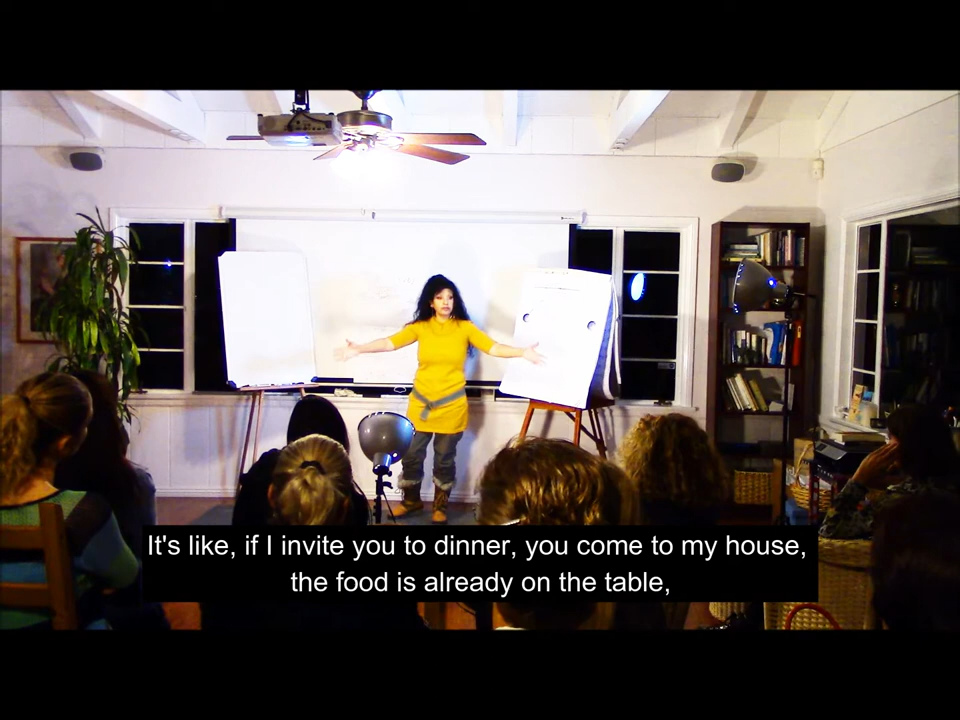 It's like, if I invite you to dinner, you come to my house,
the food is already on the table,